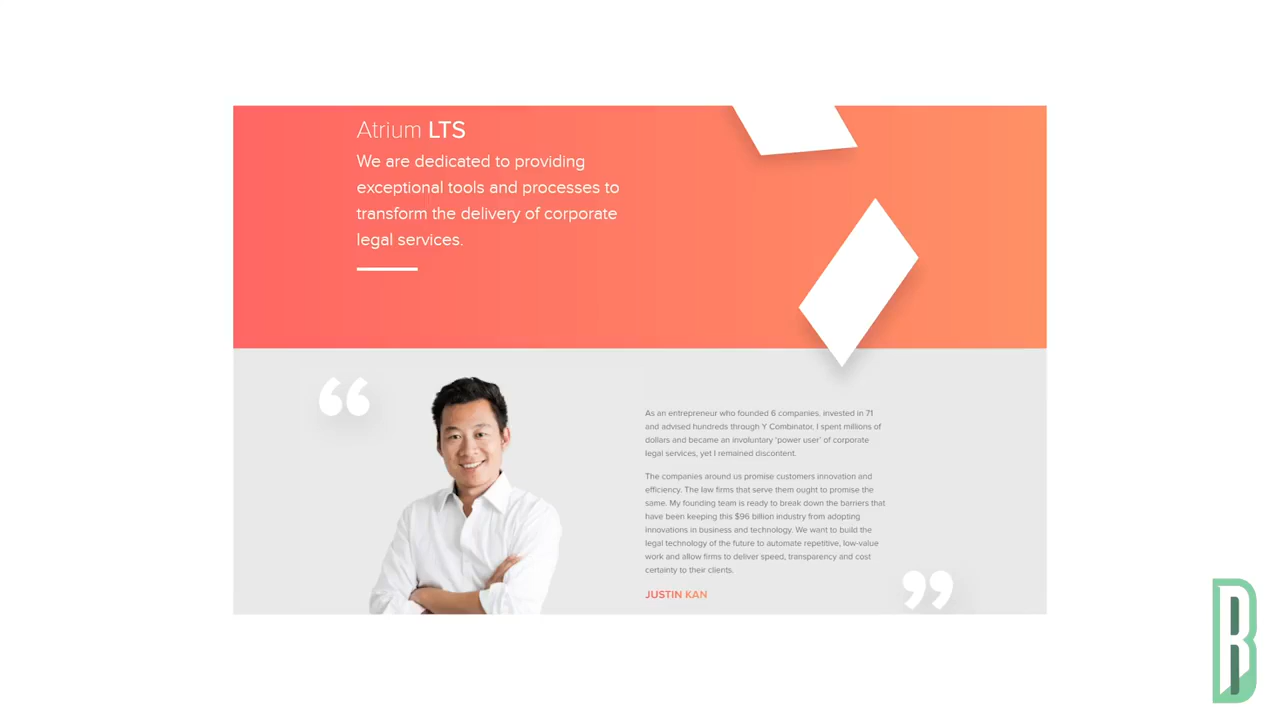 Atrium LTS
We are dedicated to providing
exceptional tools and processes to
transform the delivery of corporate
legal services.
“
As an entrepreneur who founded 6 companies, invested in 71
and advised hundreds through Y Combinator, I spent millions of
dollars and became an involuntary 'power user' of corporate
legal services, yet I remained discontent.
The companies around us promise customers innovation and
efficiency. The law firms that serve them ought to promise the
same. My founding team is ready to break down the barriers that
have been keeping this $96 billion industry from adopting
innovations in business and technology. We want to build the
legal technology of the future to automate repetitive, low-value
work and allow firms to deliver speed, transparency and cost
certainty to their clients.
”
JUSTIN KAN
B